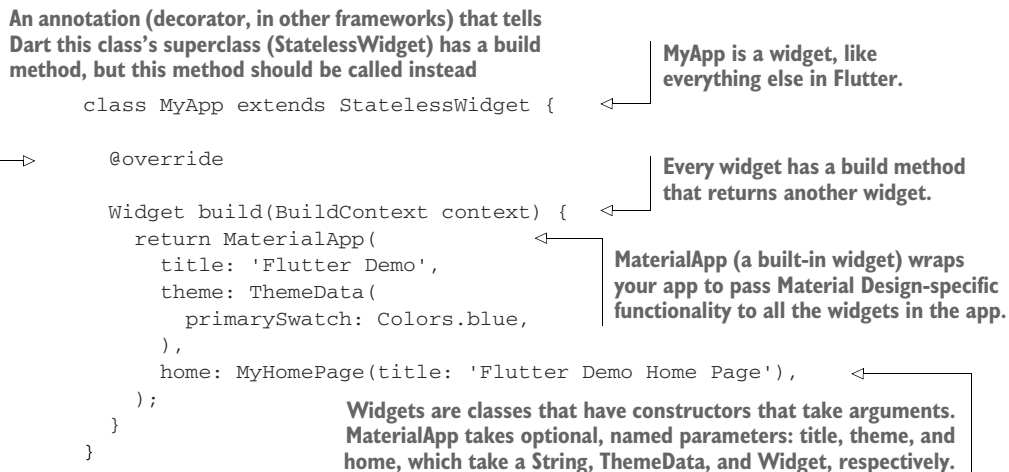 An annotation (decorator, in other frameworks) that tells
Dart this class's superclass (StatelessWidget) has a build
method, but this method should be called instead
MyApp is a widget, like
everything else in Flutter.
class MyApp extends StatelessWidget {
@override
Every widget has a build method
that returns another widget.
Widget build(BuildContext context) {
return MaterialApp(
MaterialApp (a built-in widget) wraps
your app to pass Material Design-specific
functionality to all the widgets in the app.
title: 'Flutter Demo',
theme: ThemeData(
primarySwatch: Colors.blue,
),
home: MyHomePage(title: 'Flutter Demo Home Page'),
);
}
}
Widgets are classes that have constructors that take arguments.
MaterialApp takes optional, named parameters: title, theme, and
home, which take a String, ThemeData, and Widget, respectively.